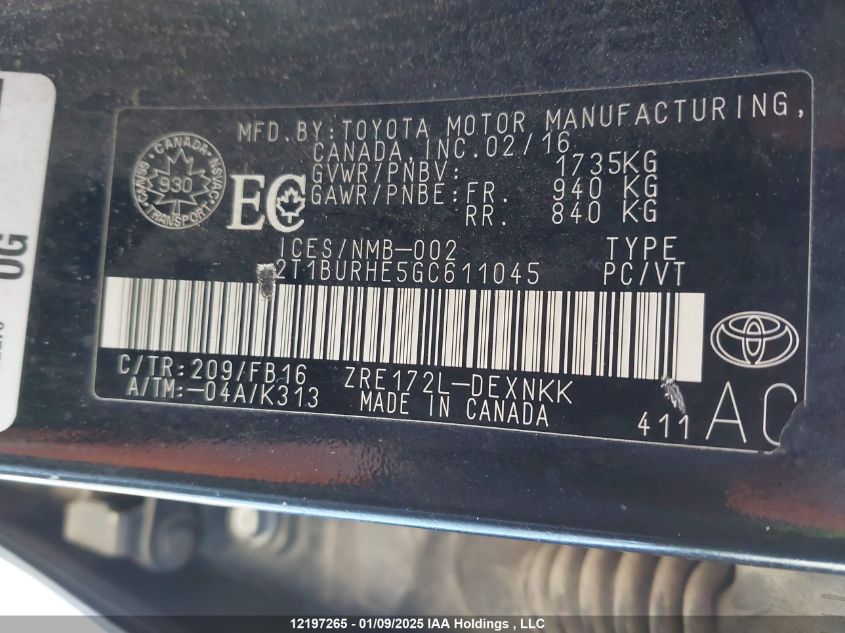 MFD.BY:TOYOTA MOTOR MANUFACTURING,
CANADA,INC.02/16
GVWR/PNBV: 1735KG
GAWR/PNBE:FR. 940 KG
RR. 840 KG
CANADA
930
TRANSPORT
EC
ICES/NMB-002 TYPE
2T1BURHE5GC611045 PC/VT
C/TR:209/FB16 ZRE172L-DEXNKK
A/TM:-04A/K313 MADE IN CANADA
411 AC
OG
12197265 - 01/09/2025 IAA Holdings , LLC